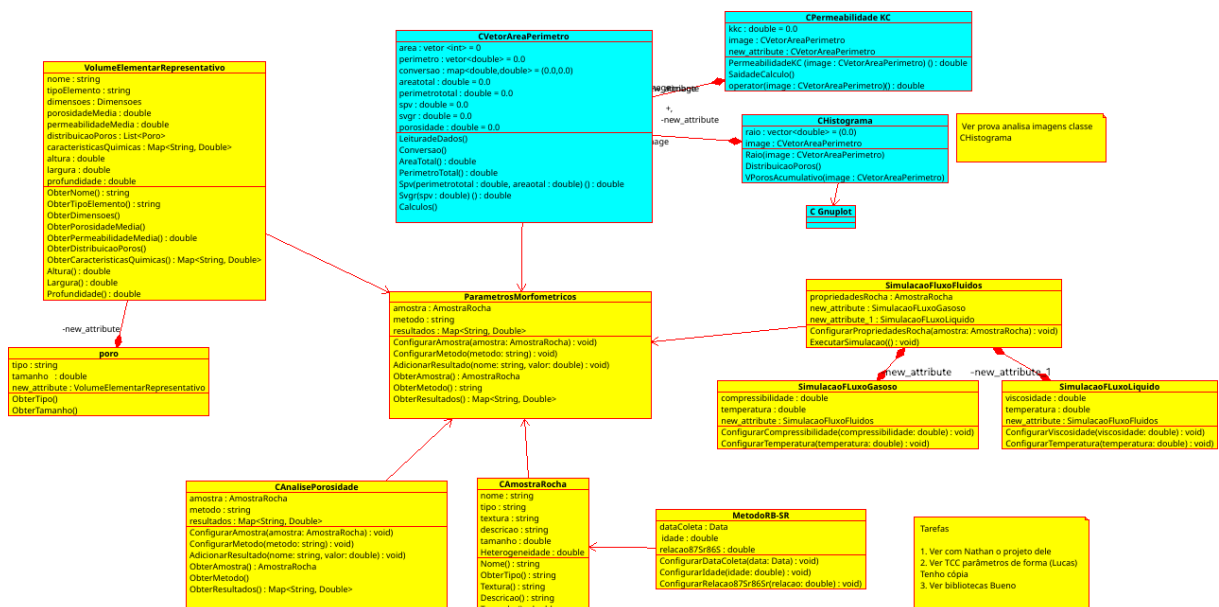 CPermeabilidade KC
kkc : double = 0.0
image : CVetorAreaPerimetro
new_attribute : CVetorAreaPerimetro
PermeabilidadeKC (image : CVetorAreaPerimetro) () : double
SaidadeCalculo()
operator(image : CVetorAreaPerimetro)() : double
CVetorAreaPerimetro
area : vetor <int> = 0
perimetro : vetor<double> = 0.0
conversao : map<double,double> = (0.0,0.0)
areatotal : double = 0.0
perimetrototal : double = 0.0
spv : double = 0.0
svgr : double = 0.0
porosidade : double = 0.0
LeituradeDados()
Conversao()
AreaTotal() : double
PerimetroTotal() : double
Spv(perimetrototal : double, areaotal : double) () : double
Svgr(spv : double) () : double
Calculos()
+,
-new_attribute
CHistograma
raio : vector<double> = (0.0)
image : CVetorAreaPerimetro
Raio(image : CVetorAreaPerimetro)
DistribuicaoPoros()
VPorosAcumulativo(image : CVetorAreaPerimetro)
Ver prova analisa imagens classe
CHistograma
C Gnuplot
VolumeElementarRepresentativo
nome : string
tipoElemento : string
dimensoes : Dimensoes
porosidadeMedia : double
permeabilidadeMedia : double
distribuicaoPoros : List<Poro>
caracteristicasQuimicas : Map<String, Double>
altura : double
largura : double
profundidade : double
ObterNome() : string
ObterTipoElemento() : string
ObterDimensoes()
ObterPorosidadeMedia()
ObterPermeabilidadeMedia() : double
ObterDistribuicaoPoros()
ObterCaracteristicasQuimicas() : Map<String, Double>
Altura() : double
Largura() : double
Profundidade() : double
-new_attribute
poro
tipo : string
tamanho : double
new_attribute : VolumeElementarRepresentativo
ObterTipo()
ObterTamanho()
ParametrosMorfometricos
amostra : AmostraRocha
metodo : string
resultados : Map<String, Double>
ConfigurarAmostra(amostra: AmostraRocha) : void)
ConfigurarMetodo(metodo: string) : void)
AdicionarResultado(nome: string, valor: double) : void)
ObterAmostra() : AmostraRocha
ObterMetodo() : string
ObterResultados() : Map<String, Double>
SimulacaoFluxoFluidos
propriedadesRocha : AmostraRocha
new_attribute : SimulacaoFLuxoGasoso
new_attribute_1 : SimulacaoFLuxoLiquido
ConfigurarPropriedadesRocha(amostra: AmostraRocha) : void)
ExecutarSimulacao(() : void)
-new_attribute
-new_attribute_1
SimulacaoFLuxoGasoso
compressibilidade : double
temperatura : double
new_attribute : SimulacaoFluxoFluidos
ConfigurarCompressibilidade(compressibilidade: double) : void)
ConfigurarTemperatura(temperatura: double) : void)
SimulacaoFLuxoLiquido
viscosidade : double
temperatura : double
new_attribute : SimulacaoFluxoFluidos
ConfigurarViscosidade(viscosidade: double) : void)
ConfigurarTemperatura(temperatura: double) : void)
CAnalisePorosidade
amostra : AmostraRocha
metodo : string
resultados : Map<String, Double>
ConfigurarAmostra(amostra: AmostraRocha) : void)
ConfigurarMetodo(metodo: string) : void)
AdicionarResultado(nome: string, valor: double) : void)
ObterAmostra() : AmostraRocha
ObterMetodo()
ObterResultados() : Map<String, Double>
CAmostraRocha
nome : string
tipo : string
textura : string
descricao : string
tamanho : double
Heterogeneidade : double
Nome() : string
ObterTipo() : string
Textura() : string
Descricao() : string
MetodoRB-SR
dataColeta : Data
idade : double
relacao87Sr86S : double
ConfigurarDataColeta(data: Data) : void)
ConfigurarIdade(idade: double) : void)
ConfigurarRelacao87Sr86Sr(relacao: double) : void)
Tarefas
1. Ver com Nathan o projeto dele
2. Ver TCC parâmetros de forma (Lucas)
Tenho cópia
3. Ver bibliotecas Bueno